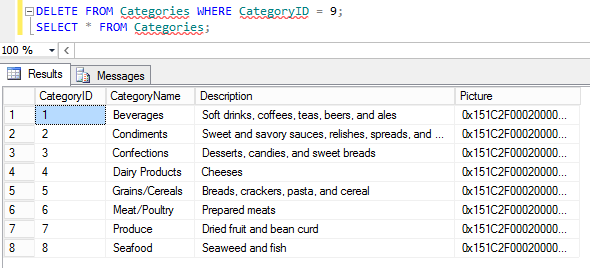 DELETE FROM Categories WHERE CategoryID = 9;
SELECT * FROM Categories;
100 %
Results Messages
CategoryID CategoryName Description Picture
1 1 Beverages Soft drinks, coffees, teas, beers, and ales 0x151C2F00020000...
2 2 Condiments Sweet and savory sauces, relishes, spreads, and ... 0x151C2F00020000...
3 3 Confections Desserts, candies, and sweet breads 0x151C2F00020000...
4 4 Dairy Products Cheeses 0x151C2F00020000...
5 5 Grains/Cereals Breads, crackers, pasta, and cereal 0x151C2F00020000...
6 6 Meat/Poultry Prepared meats 0x151C2F00020000...
7 7 Produce Dried fruit and bean curd 0x151C2F00020000...
8 8 Seafood Seaweed and fish 0x151C2F00020000...